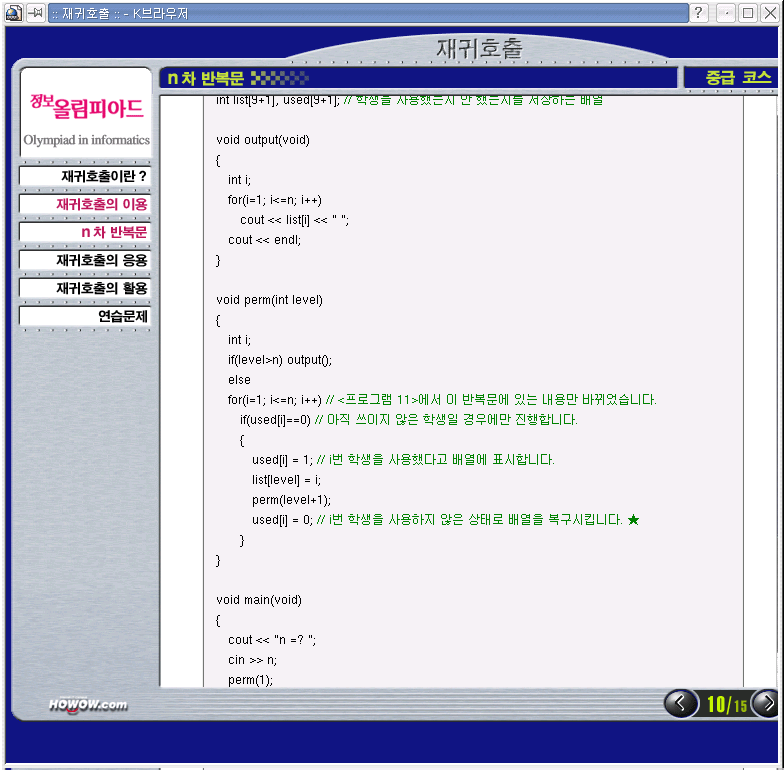 :: 재귀호출 :: - K브라우저
재귀호출
n 차 반복문
중급 코스
정보올림피아드
Olympiad in informatics
재귀호출이란 ?
재귀호출의 이용
n 차 반복문
재귀호출의 응용
재귀호출의 활용
연습문제
int list[9+1], used[9+1]; // 학생을 사용했는지 안 했는지를 저장하는 배열
void output(void)
{
int i;
for(i=1; i<=n; i++)
cout << list[i] << " ";
cout << endl;
}
void perm(int level)
{
int i;
if(level>n) output();
else
for(i=1; i<=n; i++) // <프로그램 11>에서 이 반복문에 있는 내용만 바뀌었습니다.
if(used[i]==0) // 아직 쓰이지 않은 학생일 경우에만 진행합니다.
{
used[i] = 1; // i번 학생을 사용했다고 배열에 표시합니다.
list[level] = i;
perm(level+1);
used[i] = 0; // i번 학생을 사용하지 않은 상태로 배열을 복구시킵니다. ★
}
}
void main(void)
{
cout << "n =? ";
cin >> n;
perm(1);
HOWOW.com
10/15